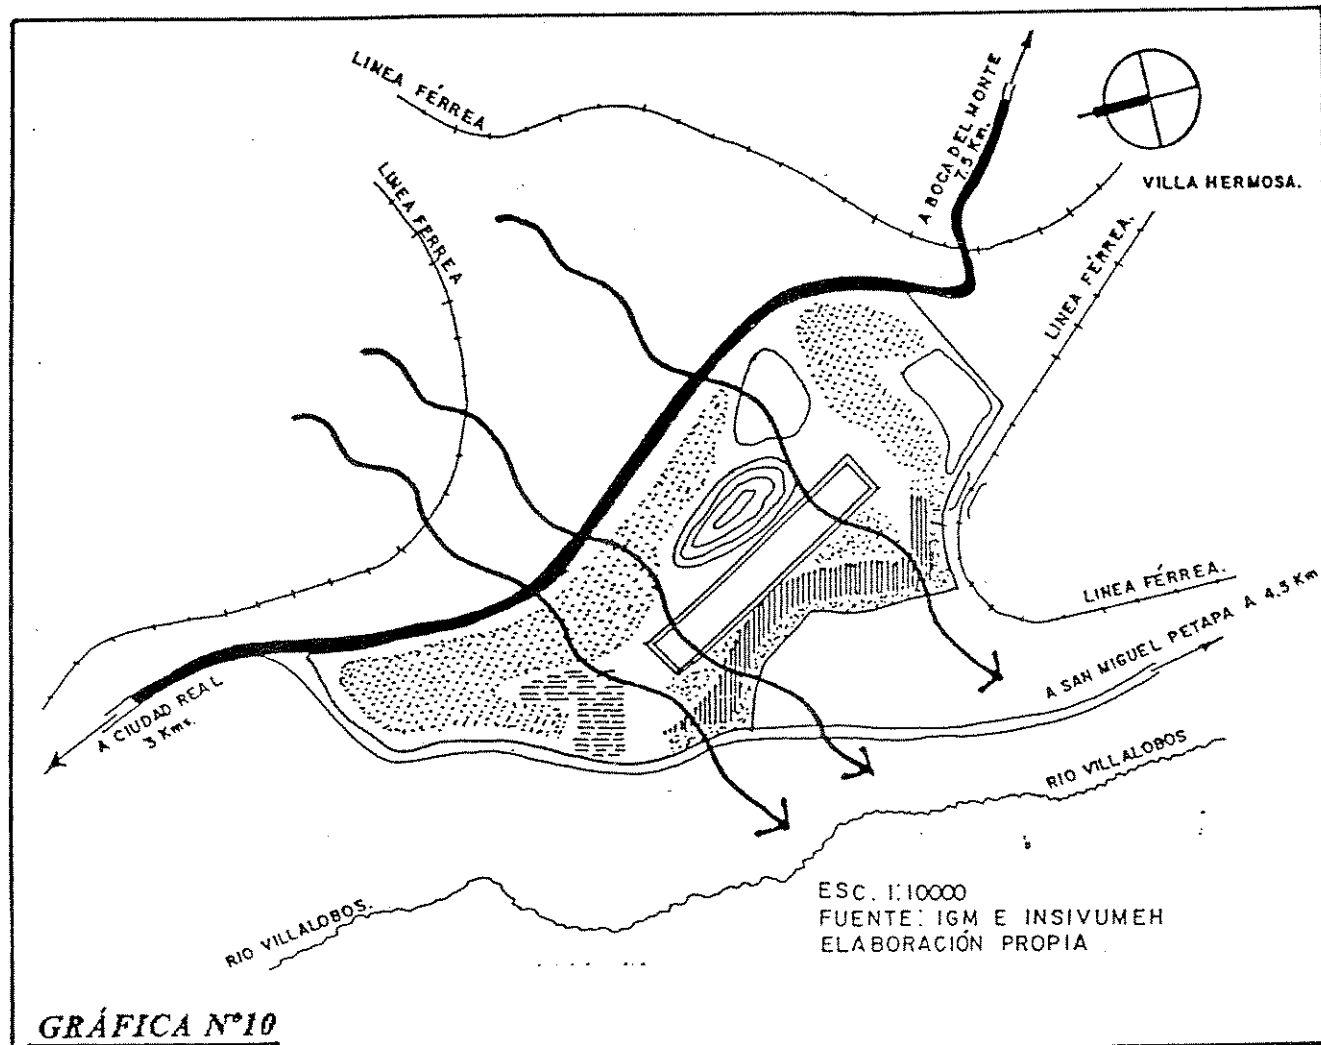 LINEA FÉRREA
LINEA FÉRREA
A BOCA DEL MONTE
7.5 Km.
VILLA HERMOSA.
LINEA FÉRREA.
LINEA FÉRREA.
A SAN MIGUEL PETAPA A 4.5 Km
A CIUDAD REAL
3 Kms.
RIO VILLALOBOS
RIO VILLALOBOS.
ESC. 1:10000
FUENTE: IGM E INSIVUMEH
ELABORACIÓN PROPIA
GRÁFICA Nº10